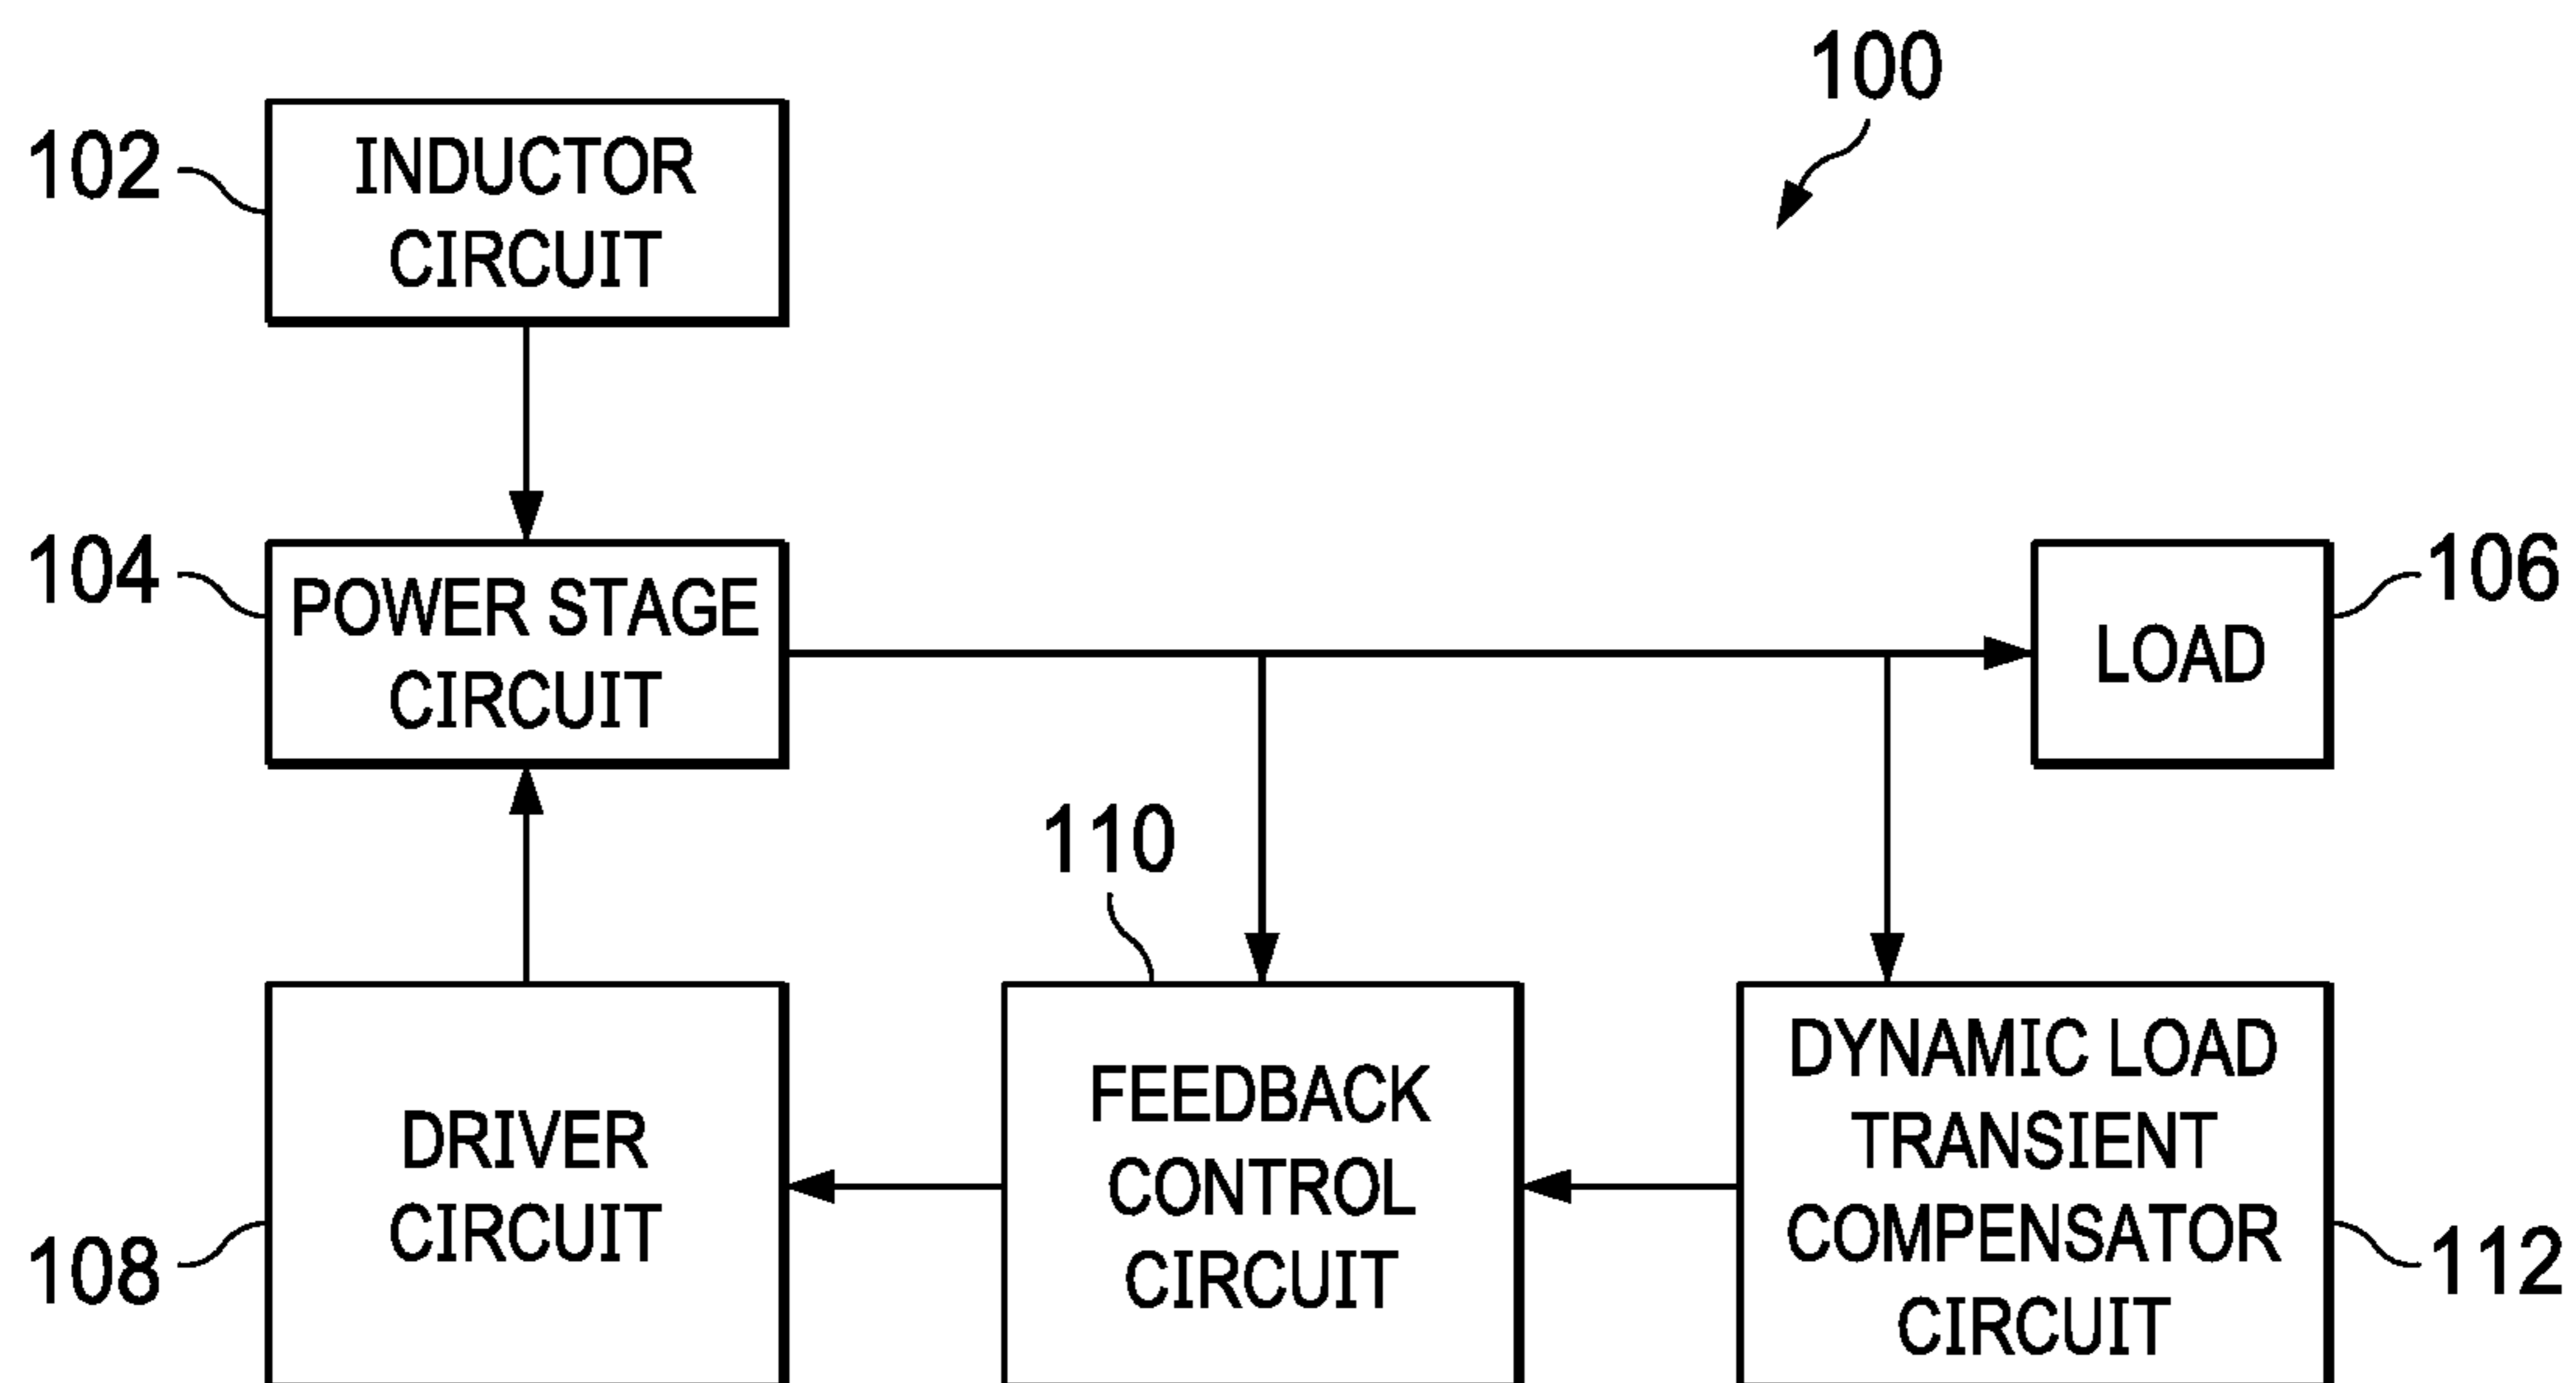 100
102
INDUCTOR
CIRCUIT
104
POWER STAGE
CIRCUIT
106
LOAD
110
108
DRIVER
CIRCUIT
FEEDBACK
CONTROL
CIRCUIT
DYNAMIC LOAD
TRANSIENT
COMPENSATOR
CIRCUIT
112